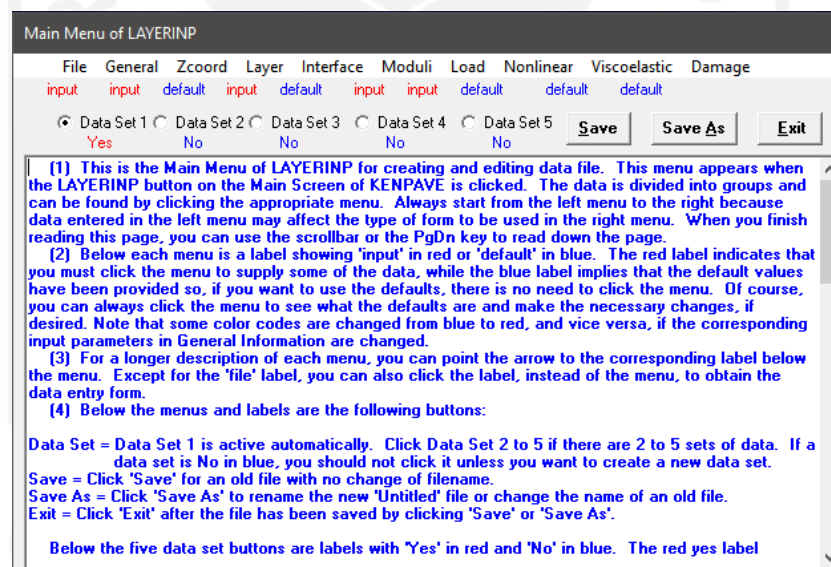 Main Menu of LAYERINP
File General Zcoord Layer Interface Moduli Load Nonlinear Viscoelastic Damage
input input default input default input input default default default
Data Set 1 Data Set 2 Data Set 3 Data Set 4 Data Set 5 Save Save As Exit
Yes No No No No
(1) This is the Main Menu of LAYERINP for creating and editing data file. This menu appears when
the LAYERINP button on the Main Screen of KENPAVE is clicked. The data is divided into groups and
can be found by clicking the appropriate menu. Always start from the left menu to the right because
data entered in the left menu may affect the type of form to be used in the right menu. When you finish
reading this page, you can use the scrollbar or the PgDn key to read down the page.
(2) Below each menu is a label showing 'input' in red or 'default' in blue. The red label indicates that
you must click the menu to supply some of the data, while the blue label implies that the default values
have been provided so, if you want to use the defaults, there is no need to click the menu. Of course,
you can always click the menu to see what the defaults are and make the necessary changes, if
desired. Note that some color codes are changed from blue to red, and vice versa, if the corresponding
input parameters in General Information are changed.
(3) For a longer description of each menu, you can point the arrow to the corresponding label below
the menu. Except for the 'file' label, you can also click the label, instead of the menu, to obtain the
data entry form.
(4) Below the menus and labels are the following buttons:
Data Set = Data Set 1 is active automatically. Click Data Set 2 to 5 if there are 2 to 5 sets of data. If a
data set is No in blue, you should not click it unless you want to create a new data set.
Save = Click 'Save' for an old file with no change of filename.
Save As = Click 'Save As' to rename the new 'Untitled' file or change the name of an old file.
Exit = Click 'Exit' after the file has been saved by clicking 'Save' or 'Save As'.
Below the five data set buttons are labels with 'Yes' in red and 'No' in blue. The red yes label